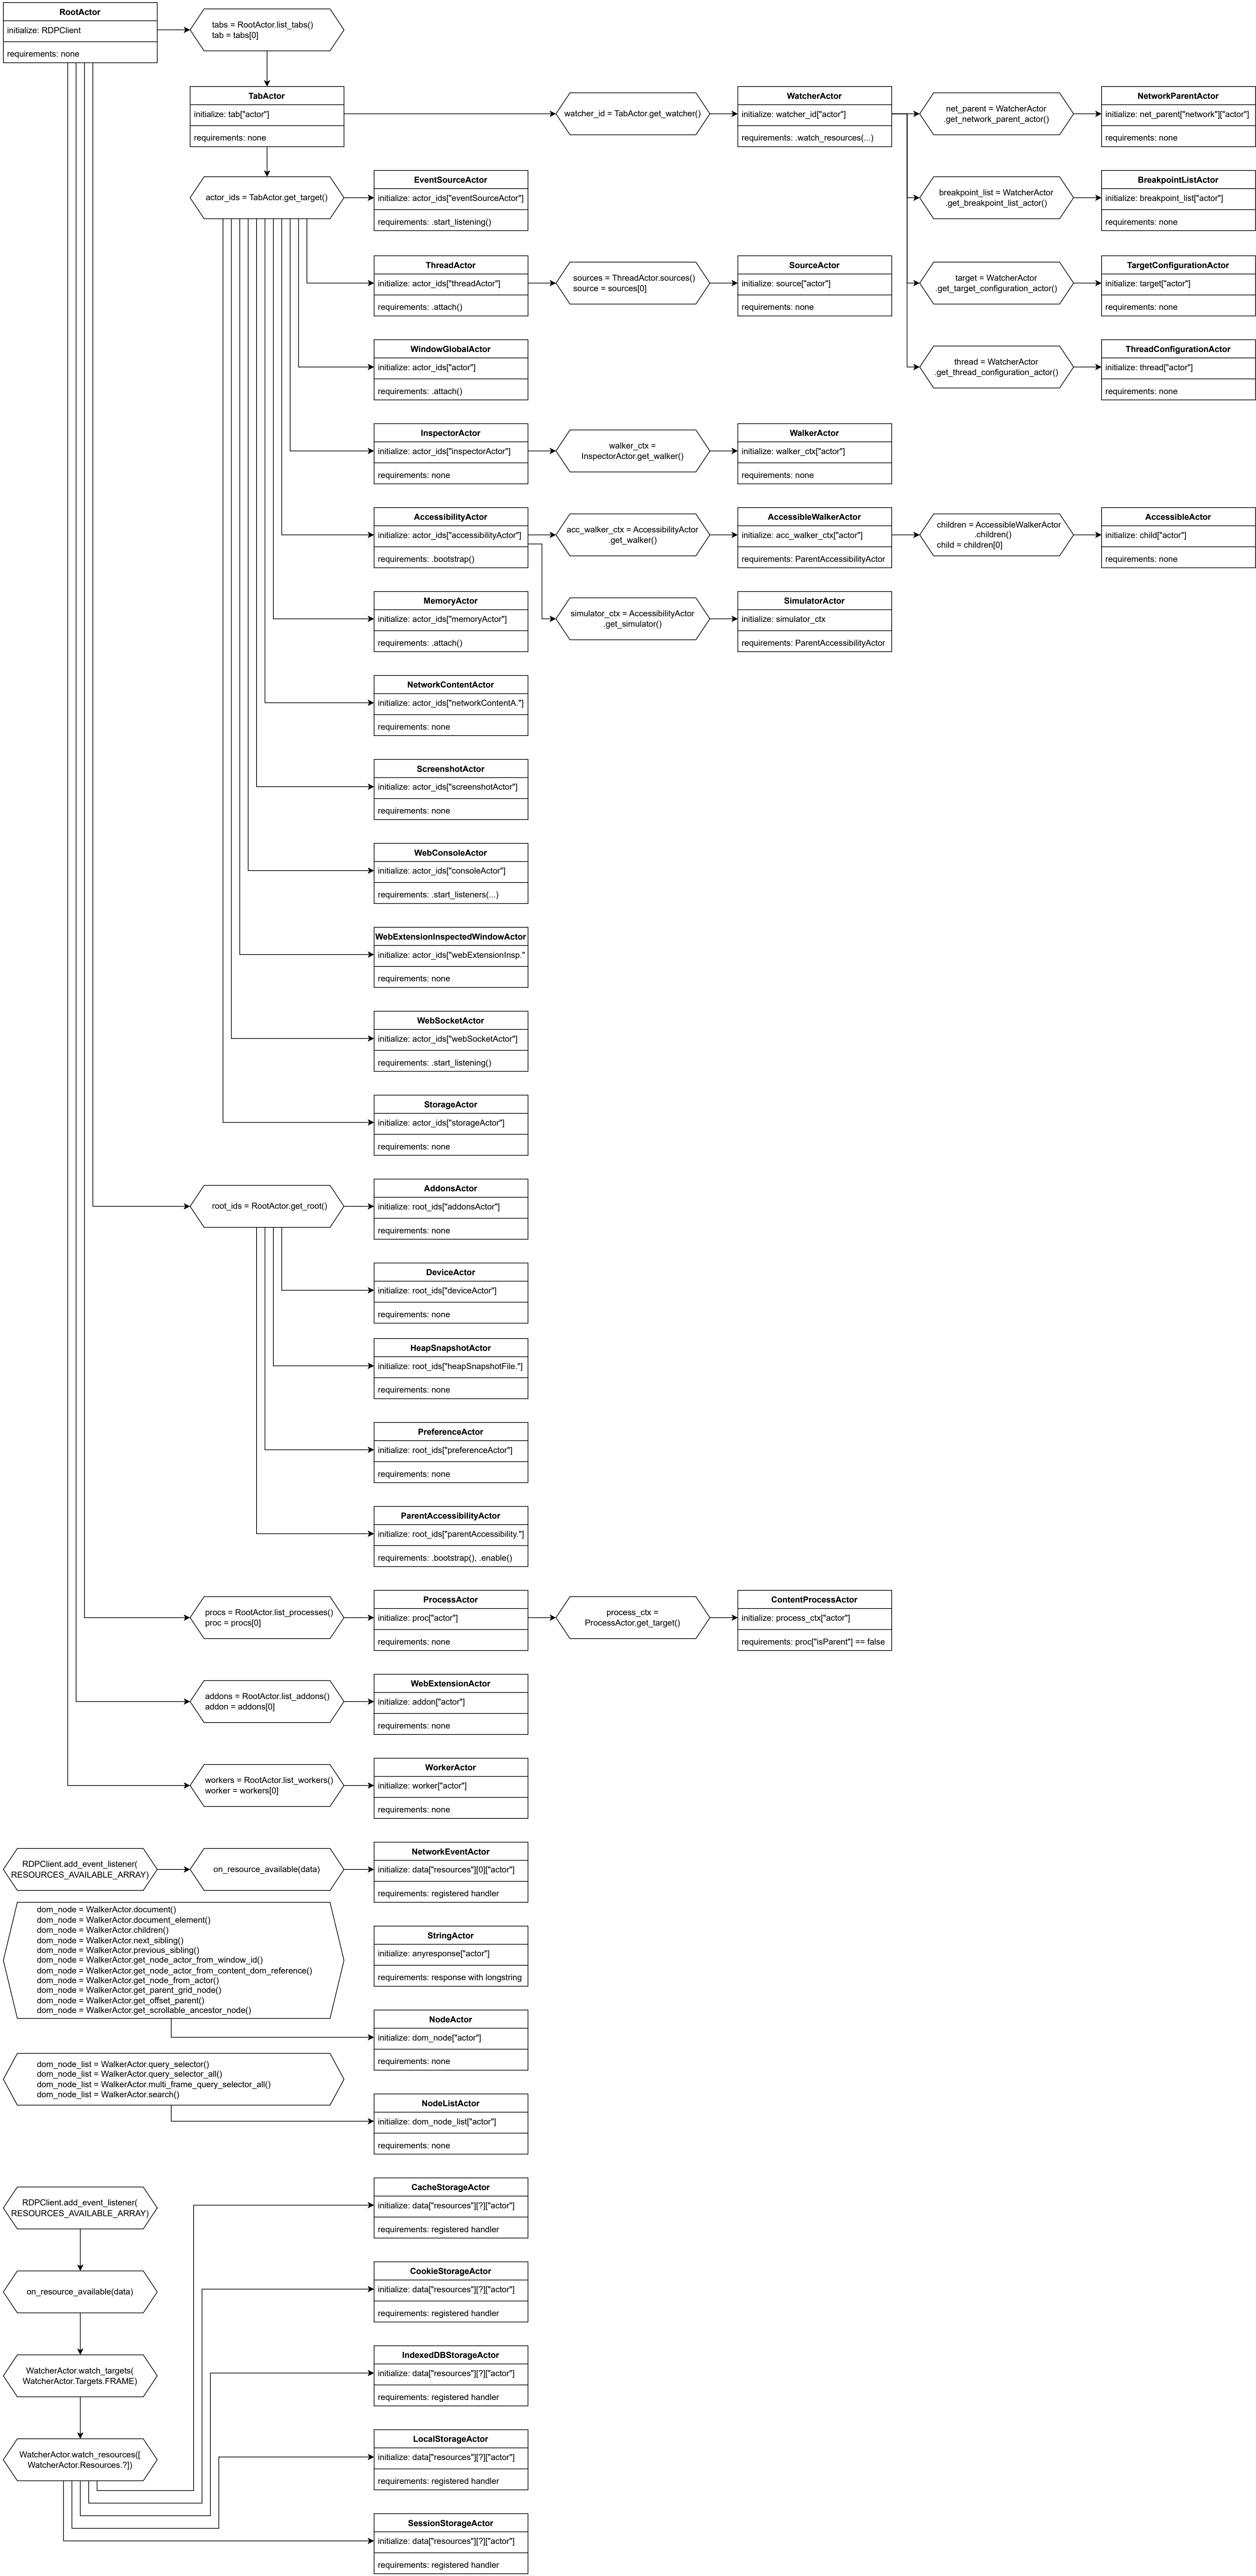 RootActor
initialize: RDPClient
requirements: none
tabs = RootActor.list_tabs()
tab = tabs[0]
TabActor
initialize: tab["actor"]
requirements: none
watcher_id = TabActor.get_watcher()
WatcherActor
initialize: watcher_id["actor"]
requirements: .watch_resources(...)
net_parent = WatcherActor
.get_network_parent_actor()
NetworkParentActor
initialize: net_parent["network"]["actor"]
requirements: none
actor_ids = TabActor.get_target()
EventSourceActor
initialize: actor_ids["eventSourceActor"]
requirements: .start_listening()
breakpoint_list = WatcherActor
.get_breakpoint_list_actor()
BreakpointListActor
initialize: breakpoint_list["actor"]
requirements: none
ThreadActor
initialize: actor_ids["threadActor"]
requirements: .attach()
sources = ThreadActor.sources()
source = sources[0]
SourceActor
initialize: source["actor"]
requirements: none
target = WatcherActor
.get_target_configuration_actor()
TargetConfigurationActor
initialize: target["actor"]
requirements: none
WindowGlobalActor
initialize: actor_ids["actor"]
requirements: .attach()
thread = WatcherActor
.get_thread_configuration_actor()
ThreadConfigurationActor
initialize: thread["actor"]
requirements: none
InspectorActor
initialize: actor_ids["inspectorActor"]
requirements: none
walker_ctx =
InspectorActor.get_walker()
WalkerActor
initialize: walker_ctx["actor"]
requirements: none
AccessibilityActor
initialize: actor_ids["accessibilityActor"]
requirements: .bootstrap()
acc_walker_ctx = AccessibilityActor
.get_walker()
AccessibleWalkerActor
initialize: acc_walker_ctx["actor"]
requirements: ParentAccessibilityActor
children = AccessibleWalkerActor
.children()
child = children[0]
AccessibleActor
initialize: child["actor"]
requirements: none
MemoryActor
initialize: actor_ids["memoryActor"]
requirements: .attach()
simulator_ctx = AccessibilityActor
.get_simulator()
SimulatorActor
initialize: simulator_ctx
requirements: ParentAccessibilityActor
NetworkContentActor
initialize: actor_ids["networkContentA."]
requirements: none
ScreenshotActor
initialize: actor_ids["screenshotActor"]
requirements: none
WebConsoleActor
initialize: actor_ids["consoleActor"]
requirements: .start_listeners(...)
WebExtensionInspectedWindowActor
initialize: actor_ids["webExtensionInsp."
requirements: none
WebSocketActor
initialize: actor_ids["webSocketActor"]
requirements: .start_listening()
StorageActor
initialize: actor_ids["storageActor"]
requirements: none
root_ids = RootActor.get_root()
AddonsActor
initialize: root_ids["addonsActor"]
requirements: none
DeviceActor
initialize: root_ids["deviceActor"]
requirements: none
HeapSnapshotActor
initialize: root_ids["heapSnapshotFile."]
requirements: none
PreferenceActor
initialize: root_ids["preferenceActor"]
requirements: none
ParentAccessibilityActor
initialize: root_ids["parentAccessibility."]
requirements: .bootstrap(), .enable()
procs = RootActor.list_processes()
proc = procs[0]
ProcessActor
initialize: proc["actor"]
requirements: none
process_ctx =
ProcessActor.get_target()
ContentProcessActor
initialize: process_ctx["actor"]
requirements: proc["isParent"] == false
addons = RootActor.list_addons()
addon = addons[0]
WebExtensionActor
initialize: addon["actor"]
requirements: none
workers = RootActor.list_workers()
worker = workers[0]
WorkerActor
initialize: worker["actor"]
requirements: none
RDPClient.add_event_listener(
RESOURCES_AVAILABLE_ARRAY)
on_resource_available(data)
NetworkEventActor
initialize: data["resources"][0]["actor"]
requirements: registered handler
dom_node = WalkerActor.document()
dom_node = WalkerActor.document_element()
dom_node = WalkerActor.children()
dom_node = WalkerActor.next_sibling()
dom_node = WalkerActor.previous_sibling()
dom_node = WalkerActor.get_node_actor_from_window_id()
dom_node = WalkerActor.get_node_actor_from_content_dom_reference()
dom_node = WalkerActor.get_node_from_actor()
dom_node = WalkerActor.get_parent_grid_node()
dom_node = WalkerActor.get_offset_parent()
dom_node = WalkerActor.get_scrollable_ancestor_node()
StringActor
initialize: anyresponse["actor"]
requirements: response with longstring
NodeActor
initialize: dom_node["actor"]
requirements: none
dom_node_list = WalkerActor.query_selector()
dom_node_list = WalkerActor.query_selector_all()
dom_node_list = WalkerActor.multi_frame_query_selector_all()
dom_node_list = WalkerActor.search()
NodeListActor
initialize: dom_node_list["actor"]
requirements: none
RDPClient.add_event_listener(
RESOURCES_AVAILABLE_ARRAY)
CacheStorageActor
initialize: data["resources"][?]["actor"]
requirements: registered handler
on_resource_available(data)
CookieStorageActor
initialize: data["resources"][?]["actor"]
requirements: registered handler
WatcherActor.watch_targets(
WatcherActor.Targets.FRAME)
IndexedDBStorageActor
initialize: data["resources"][?]["actor"]
requirements: registered handler
WatcherActor.watch_resources([
WatcherActor.Resources.?])
LocalStorageActor
initialize: data["resources"][?]["actor"]
requirements: registered handler
SessionStorageActor
initialize: data["resources"][?]["actor"]
requirements: registered handler